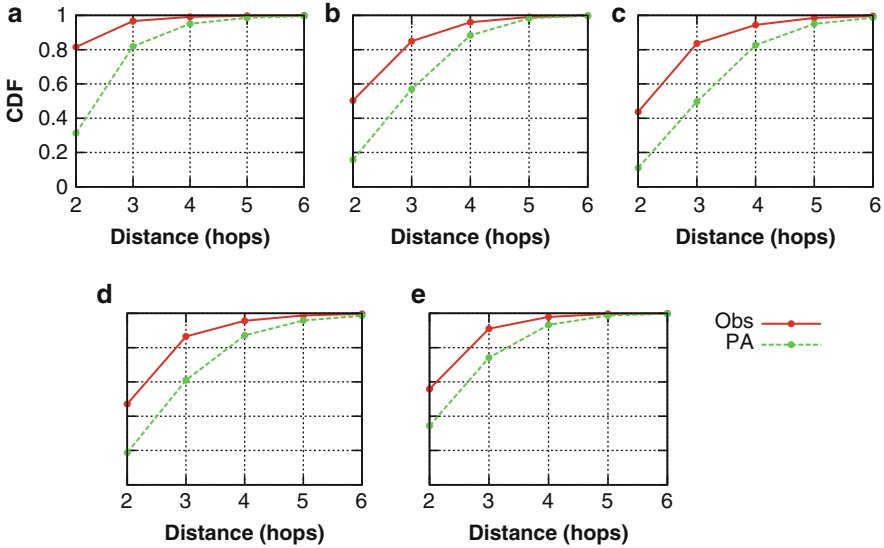 a
b
c
1
0.8
0.6
0.4
0.2
0
CDF
2 3 4 5 6
2 3 4 5 6
2 3 4 5 6
Distance (hops)
Distance (hops)
Distance (hops)
d
e
Obs
PA
2 3 4 5 6
2 3 4 5 6
Distance (hops)
Distance (hops)